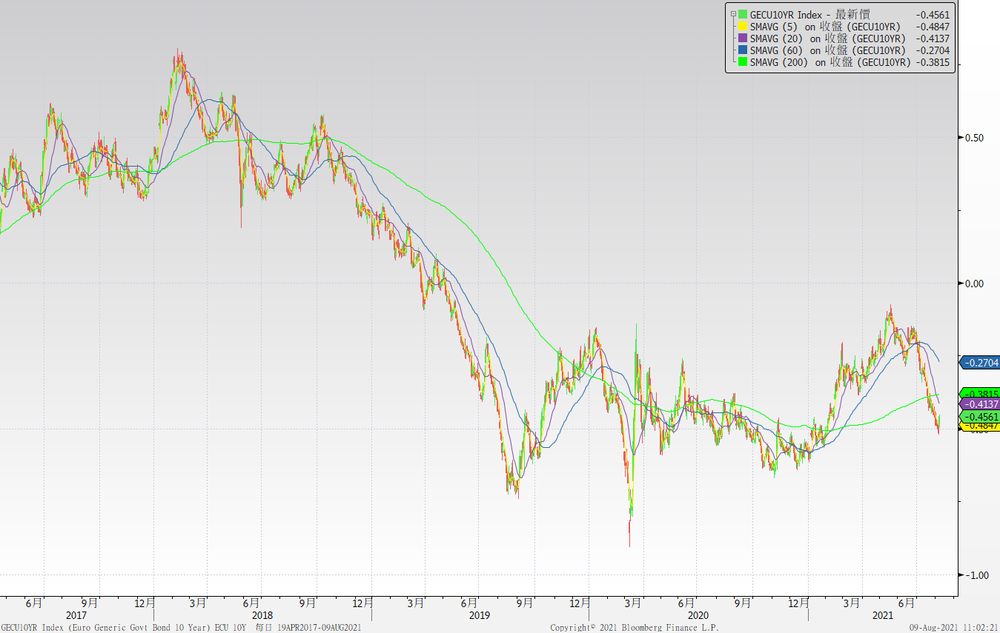 GECU10YR Index - 最新價 -0.4561
SMAVG (5) on 收盤 (GECU10YR) -0.4847
SMAVG (20) on 收盤 (GECU10YR) -0.4137
SMAVG (60) on 收盤 (GECU10YR) -0.2704
SMAVG (200) on 收盤 (GECU10YR) -0.3815
0.50
0.00
-0.2704
-0.3815
-0.4137
-0.4561
-0.4847
-1.00
6月 9月 12月 3月 6月 9月 12月 3月 6月 9月 12月 3月 6月 9月 12月 3月 6月
2017 2018 2019 2020 2021
GECU10YR Index (Euro Generic Govt Bond 10 Year) ECU 10Y 每日 19APR2017-09AUG2021 Copyright© 2021 Bloomberg Finance L.P. 09-Aug-2021 11:02:21